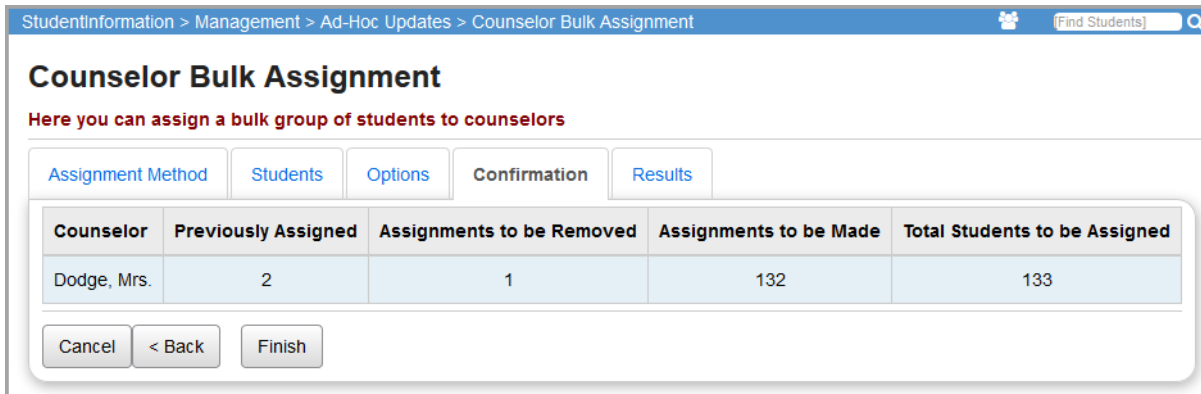 StudentInformation > Management > Ad-Hoc Updates > Counselor Bulk Assignment [Find Students]
Counselor Bulk Assignment
Here you can assign a bulk group of students to counselors
Assignment Method Students Options Confirmation Results
Counselor Previously Assigned Assignments to be Removed Assignments to be Made Total Students to be Assigned
Dodge, Mrs. 2 1 132 133
Cancel < Back Finish